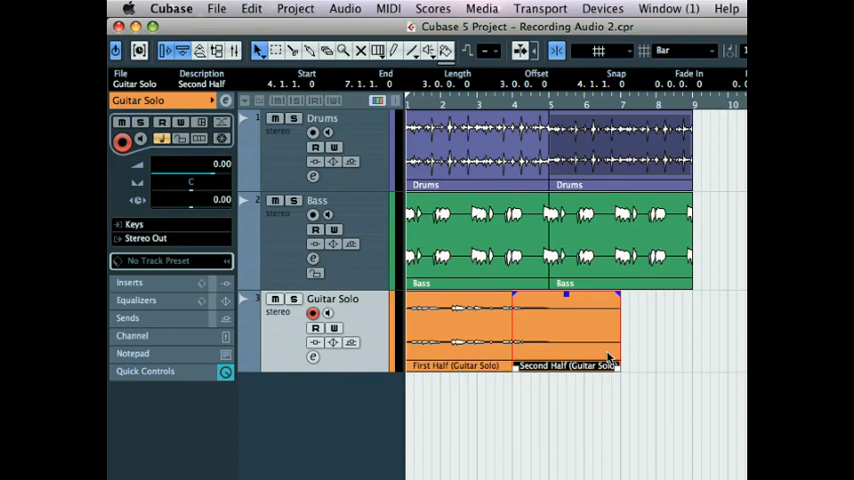 Cubase File Edit Project Audio MIDI Scores Media Transport Devices Window (1) Help
Cubase 5 Project - Recording Audio 2.cpr
Bar
File Description Start End Length Offset Snap Fade In
Guitar Solo Second Half 4. 1. 1. 0 7. 1. 1. 0 3. 0. 0. 0 3. 0. 0. 0 4. 1. 1. 0 0. 0. 0.
Guitar Solo e
1 2 3 4 5 6 7 8 9 10
M S R W
0.00
C
0.00
Keys
Stereo Out
No Track Preset
Inserts
Equalizers
Sends
Channel
Notepad
Quick Controls
1 M S Drums
stereo
R W
e
Drums Drums
2 M S Bass
stereo
R W
e
Bass Bass
3 M S Guitar Solo
stereo
R W
e
First Half (Guitar Solo) Second Half (Guitar Solo